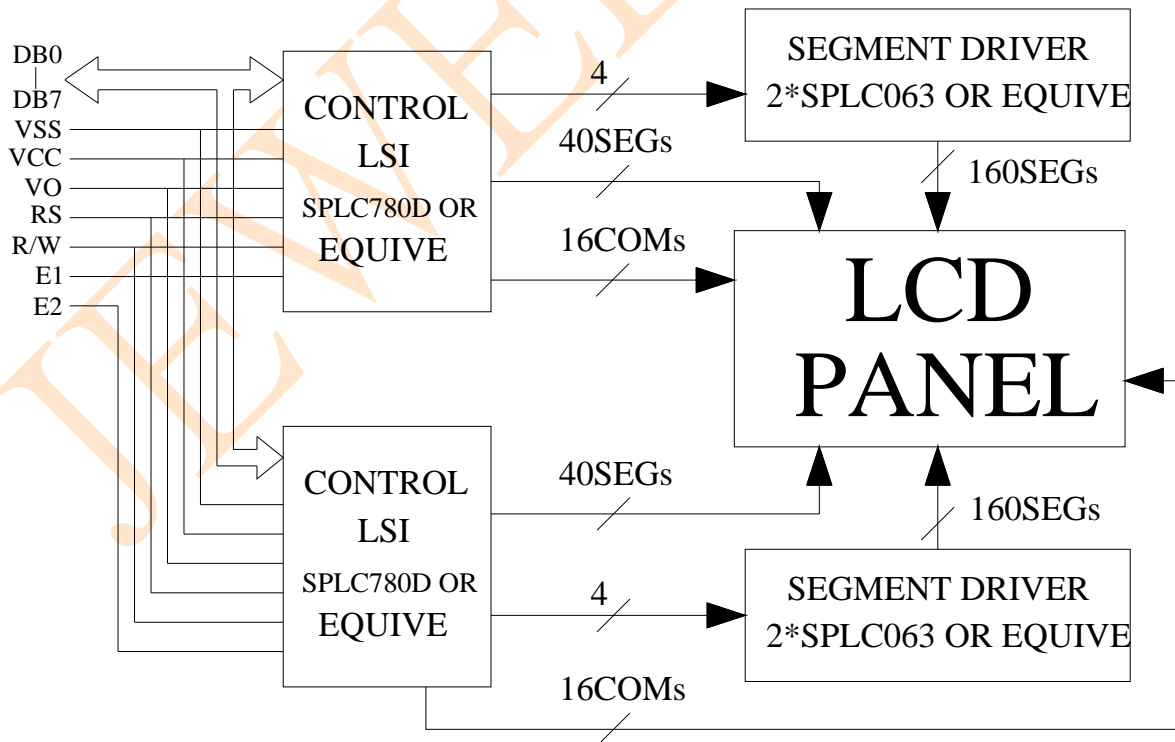 DB0
DB7
VSS
VCC
VO
RS
R/W
E1
E2
CONTROL
LSI
SPLC780D OR
EQUIVE
4
40SEGs
16COMs
SEGMENT DRIVER
2*SPLC063 OR EQUIVE
160SEGs
LCD
PANEL
CONTROL
LSI
SPLC780D OR
EQUIVE
40SEGs
4
16COMs
160SEGs
SEGMENT DRIVER
2*SPLC063 OR EQUIVE
JEWE